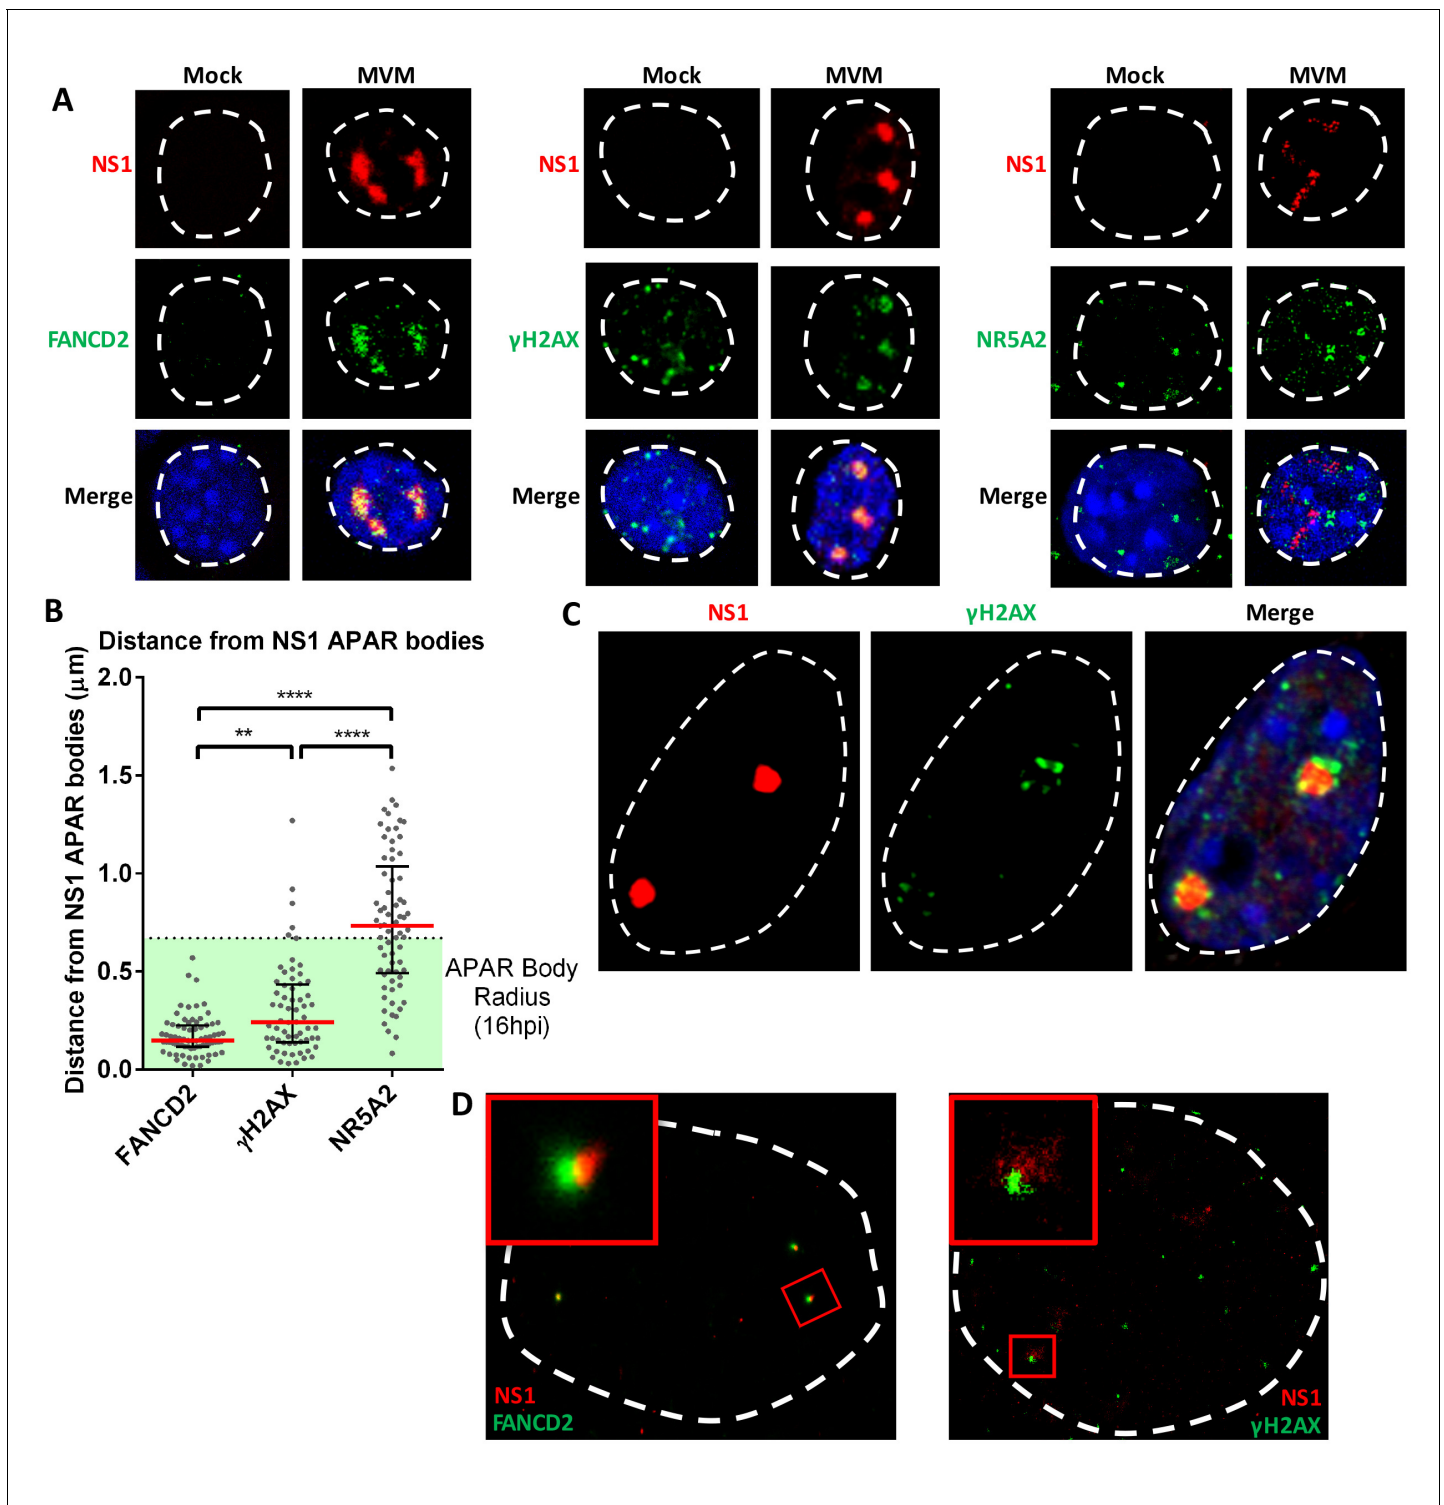 A
Mock MVM Mock MVM Mock MVM
NS1 NS1 NS1
FANCD2 γH2AX NR5A2
Merge Merge Merge
B
Distance from NS1 APAR bodies
Distance from NS1 APAR bodies (μm)
2.0
1.5
1.0
0.5
0.0
****
** ****
APAR Body
Radius
(16hpi)
FANCD2 γH2AX NR5A2
C
NS1 γH2AX Merge
D
NS1
FANCD2
NS1
γH2AX